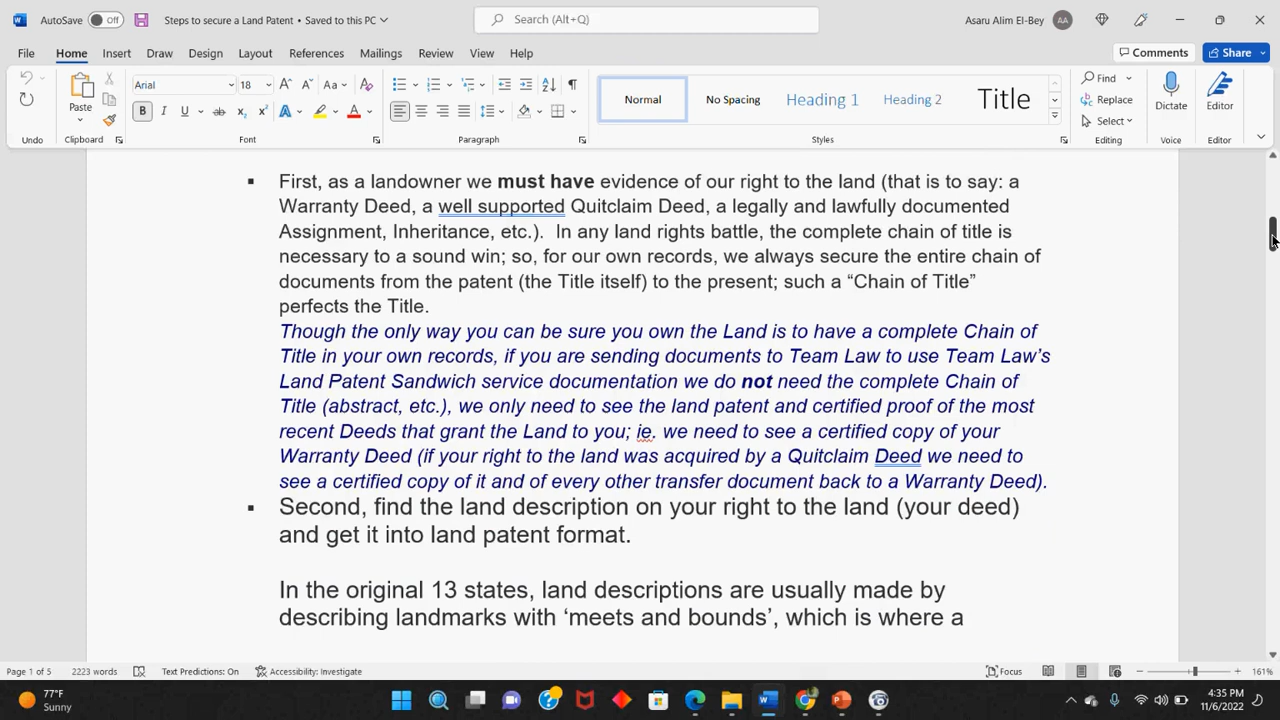 AutoSave Off Steps to secure a Land Patent • Saved to this PC Search (Alt+Q) Asaru Alim El-Bey AA
File Home Insert Draw Design Layout References Mailings Review View Help Comments Share
Arial 18 Aa Find
Paste Normal No Spacing Heading 1 Heading 2 Title Replace Dictate Editor
B I U ab x₂ x² A A Select
Undo Clipboard Font Paragraph Styles Editing Voice Editor
▪ First, as a landowner we must have evidence of our right to the land (that is to say: a
Warranty Deed, a well supported Quitclaim Deed, a legally and lawfully documented
Assignment, Inheritance, etc.). In any land rights battle, the complete chain of title is
necessary to a sound win; so, for our own records, we always secure the entire chain of
documents from the patent (the Title itself) to the present; such a “Chain of Title”
perfects the Title.
Though the only way you can be sure you own the Land is to have a complete Chain of
Title in your own records, if you are sending documents to Team Law to use Team Law’s
Land Patent Sandwich service documentation we do not need the complete Chain of
Title (abstract, etc.), we only need to see the land patent and certified proof of the most
recent Deeds that grant the Land to you; ie. we need to see a certified copy of your
Warranty Deed (if your right to the land was acquired by a Quitclaim Deed we need to
see a certified copy of it and of every other transfer document back to a Warranty Deed).
▪ Second, find the land description on your right to the land (your deed)
and get it into land patent format.
In the original 13 states, land descriptions are usually made by
describing landmarks with ‘meets and bounds’, which is where a
Page 1 of 5 2223 words Text Predictions: On Accessibility: Investigate Focus 161%
77°F
Sunny
4:35 PM
11/6/2022